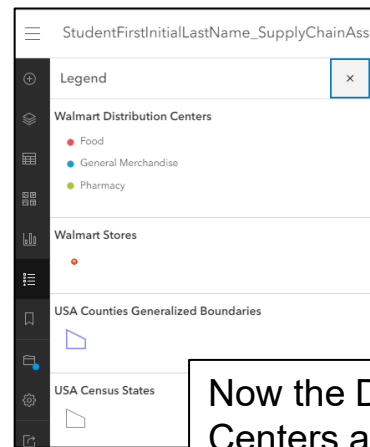 StudentFirstInitialLastName_SupplyChainAss
Legend
Walmart Distribution Centers
Food
General Merchandise
Pharmacy
Walmart Stores
USA Counties Generalized Boundaries
USA Census States
Now the D
Centers a